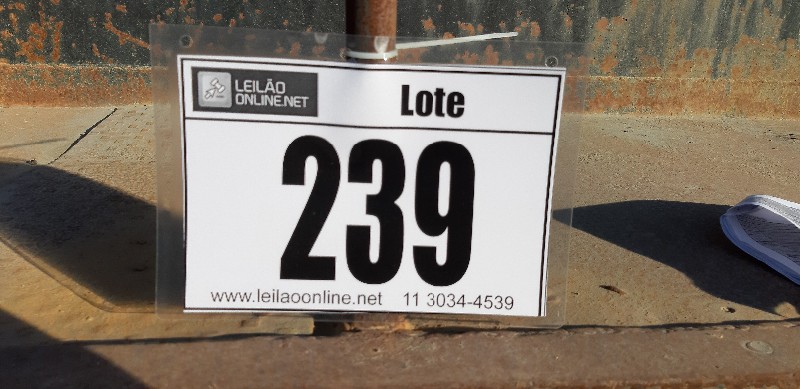 LEILÃO
ONLINE.NET
Lote
239
www.leilaoonline.net 11 3034-4539